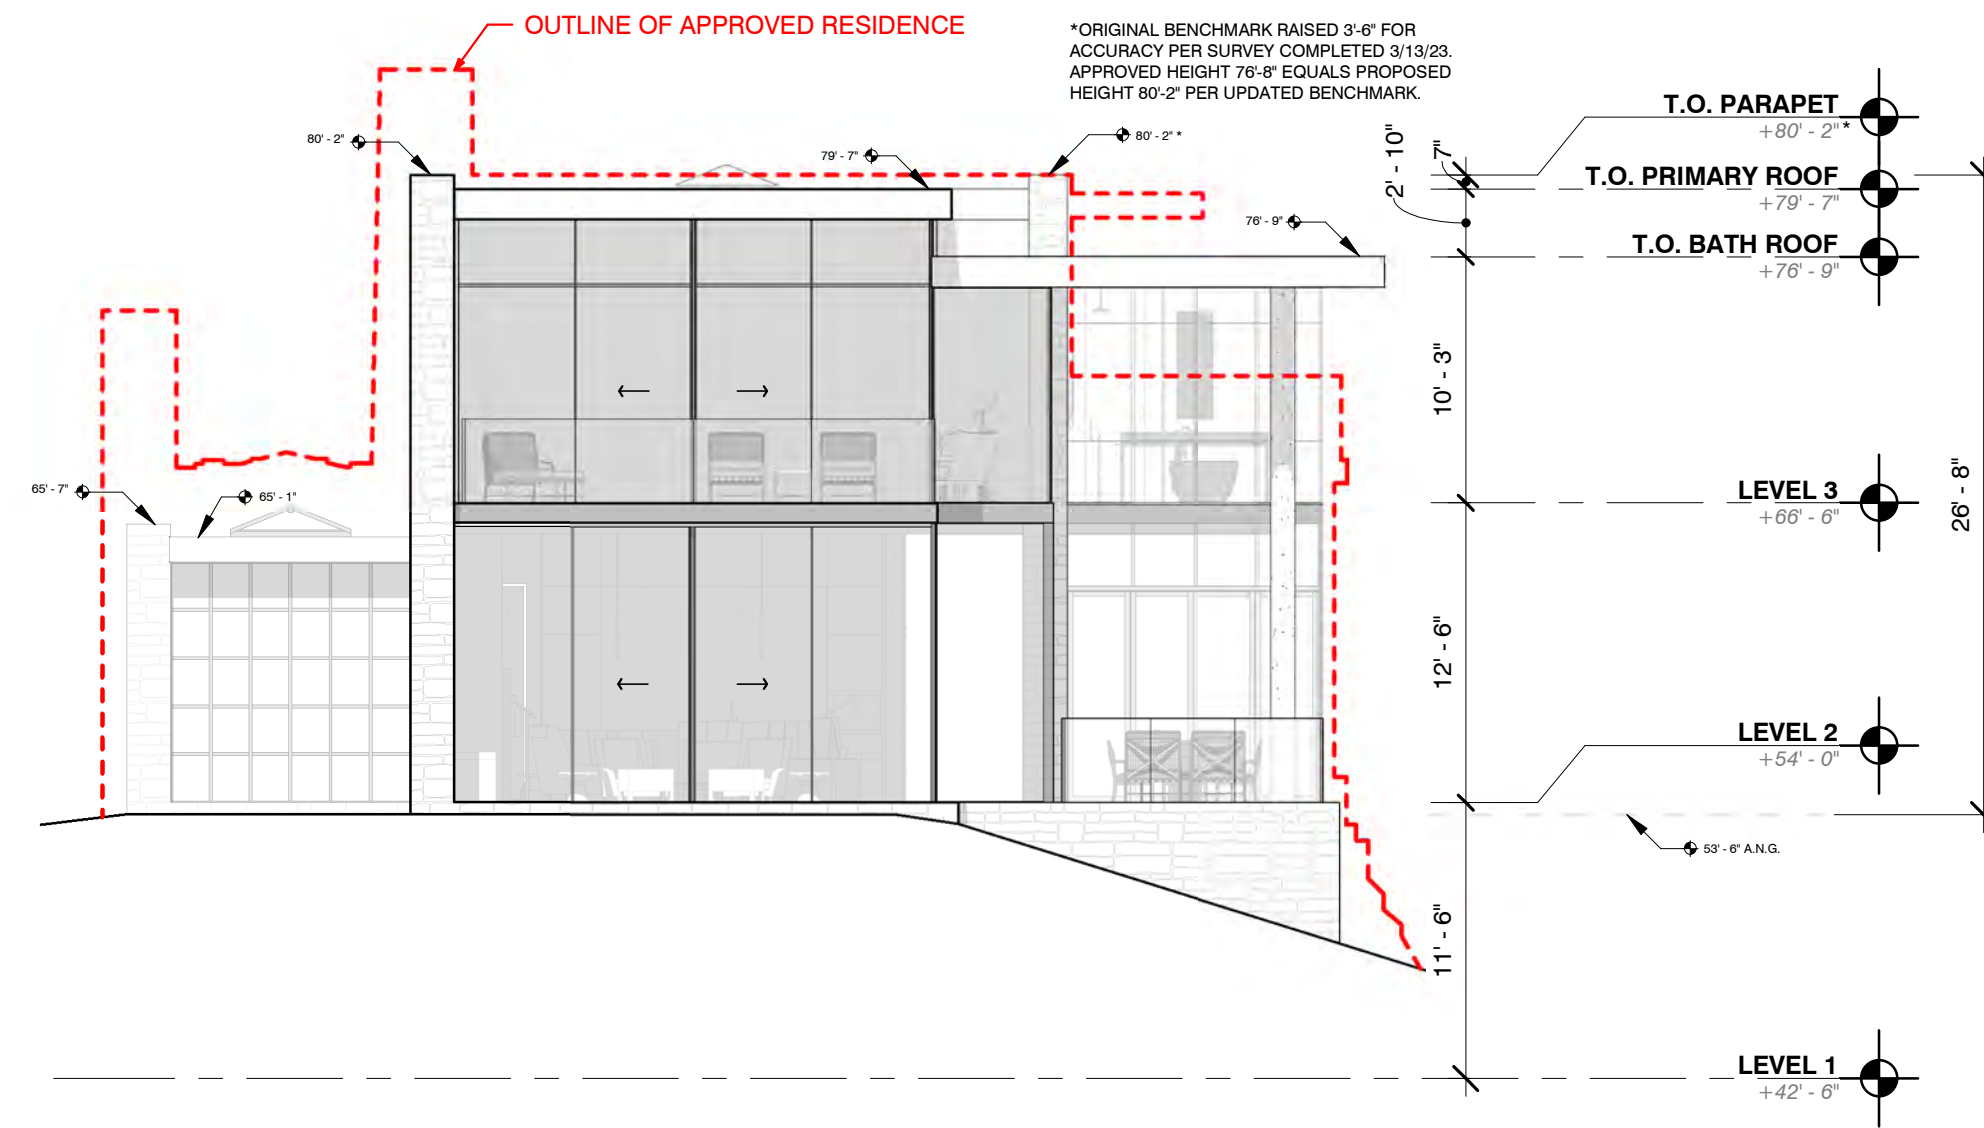 OUTLINE OF APPROVED RESIDENCE
*ORIGINAL BENCHMARK RAISED 3'-6" FOR
ACCURACY PER SURVEY COMPLETED 3/13/23.
APPROVED HEIGHT 76'-8" EQUALS PROPOSED
HEIGHT 80'-2" PER UPDATED BENCHMARK.
80' - 2"
79' - 7"
80' - 2" *
76' - 9"
65' - 7"
65' - 1"
2' - 10"
7"
10' - 3"
12' - 6"
11' - 6"
T.O. PARAPET
+80' - 2"*
T.O. PRIMARY ROOF
+79' - 7"
T.O. BATH ROOF
+76' - 9"
LEVEL 3
+66' - 6"
LEVEL 2
+54' - 0"
53' - 6" A.N.G.
LEVEL 1
+42' - 6"
26' - 8"